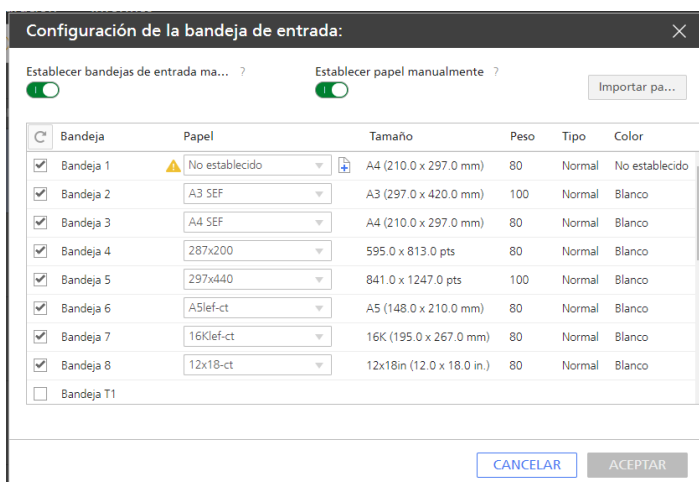 Configuración de la bandeja de entrada:
Establecer bandejas de entrada ma... ?
Establecer papel manualmente ?
Importar pa...
Bandeja Papel Tamaño Peso Tipo Color
Bandeja 1 No establecido A4 (210.0 x 297.0 mm) 80 Normal No establecido
Bandeja 2 A3 SEF A3 (297.0 x 420.0 mm) 100 Normal Blanco
Bandeja 3 A4 SEF A4 (210.0 x 297.0 mm) 80 Normal Blanco
Bandeja 4 287x200 595.0 x 813.0 pts 80 Normal Blanco
Bandeja 5 297x440 841.0 x 1247.0 pts 100 Normal Blanco
Bandeja 6 A5lef-ct A5 (148.0 x 210.0 mm) 80 Normal Blanco
Bandeja 7 16Klef-ct 16K (195.0 x 267.0 mm) 80 Normal Blanco
Bandeja 8 12x18-ct 12x18in (12.0 x 18.0 in.) 80 Normal Blanco
Bandeja T1
CANCELAR ACEPTAR